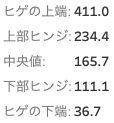 ヒゲの上端: 411.0
上部ヒンジ: 234.4
中央値: 165.7
下部ヒンジ: 111.1
ヒゲの下端: 36.7